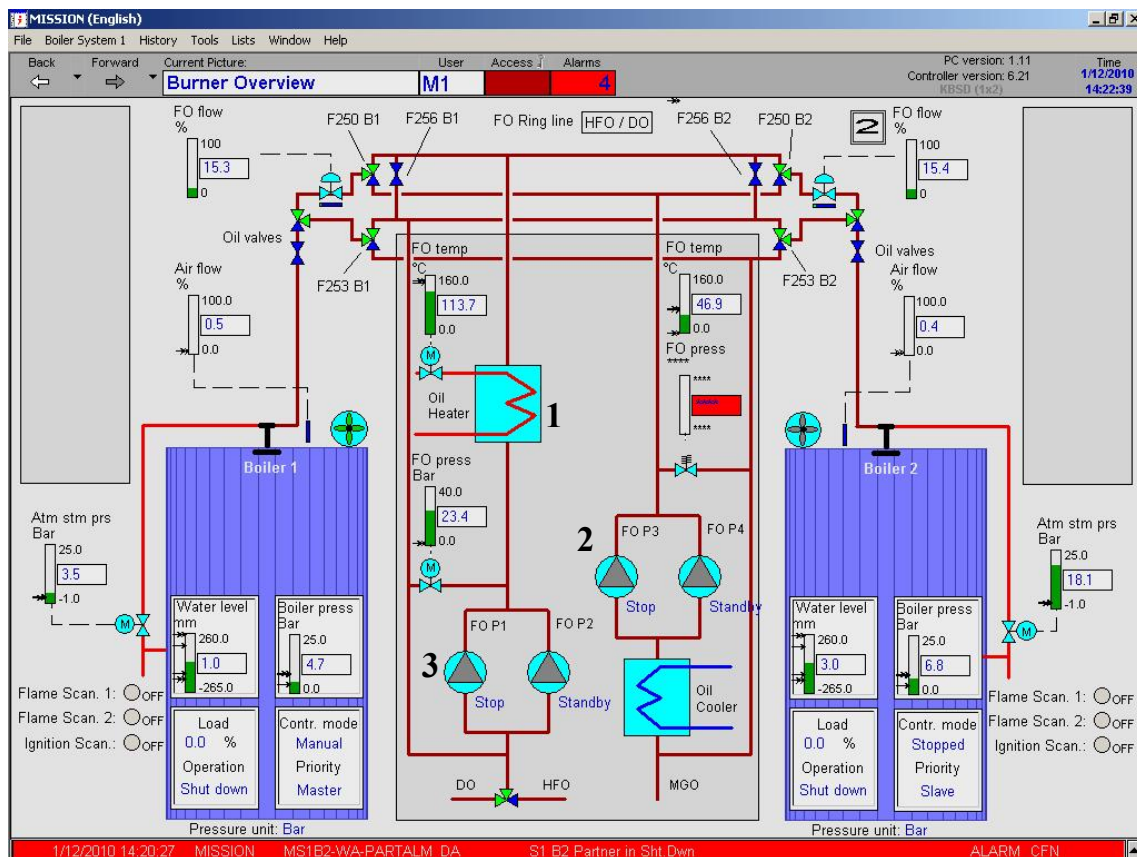 MISSION (English)
File Boiler System 1 History Tools Lists Window Help
Back Forward Current Picture: User Access Alarms PC version: 1.11 Time
Burner Overview M1 4 Controller version: 6.21 1/12/2010
KBSD (1x2) 14:22:39
FO flow
%
100
15.3
0
F250 B1 F256 B1 FO Ring line HFO / DO F256 B2 F250 B2 2
FO flow
%
100
15.4
0
Oil valves
F253 B1
Oil valves
F253 B2
Air flow
%
100.0
0.5
0.0
FO temp
°C
160.0
113.7
0.0
FO temp
°C
160.0
46.9
0.0
Air flow
%
100.0
0.4
0.0
FO press
****
****
****
M
Oil
Heater
1
FO press
Bar
40.0
23.4
0.0
M
Boiler 1
Boiler 2
Atm stm prs
Bar
25.0
3.5
-1.0
M
2
FO P3 FO P4
Stop Standby
Atm stm prs
Bar
25.0
18.1
-1.0
M
Water level
mm
260.0
1.0
-265.0
Boiler press
Bar
25.0
4.7
0.0
FO P1 FO P2
3
Stop Standby
Oil
Cooler
Water level
mm
260.0
3.0
-265.0
Boiler press
Bar
25.0
6.8
0.0
Flame Scan. 1: OFF
Flame Scan. 2: OFF
Ignition Scan.: OFF
Load
0.0 %
Operation
Shut down
Contr. mode
Manual
Priority
Master
DO HFO MGO
Load
0.0 %
Operation
Shut down
Contr. mode
Stopped
Priority
Slave
Flame Scan. 1: OFF
Flame Scan. 2: OFF
Ignition Scan.: OFF
Pressure unit: Bar
Pressure unit: Bar
1/12/2010 14:20:27 MISSION MS1B2-WA-PARTALM_DA S1 B2 Partner in Sht.Dwn ALARM_CFN